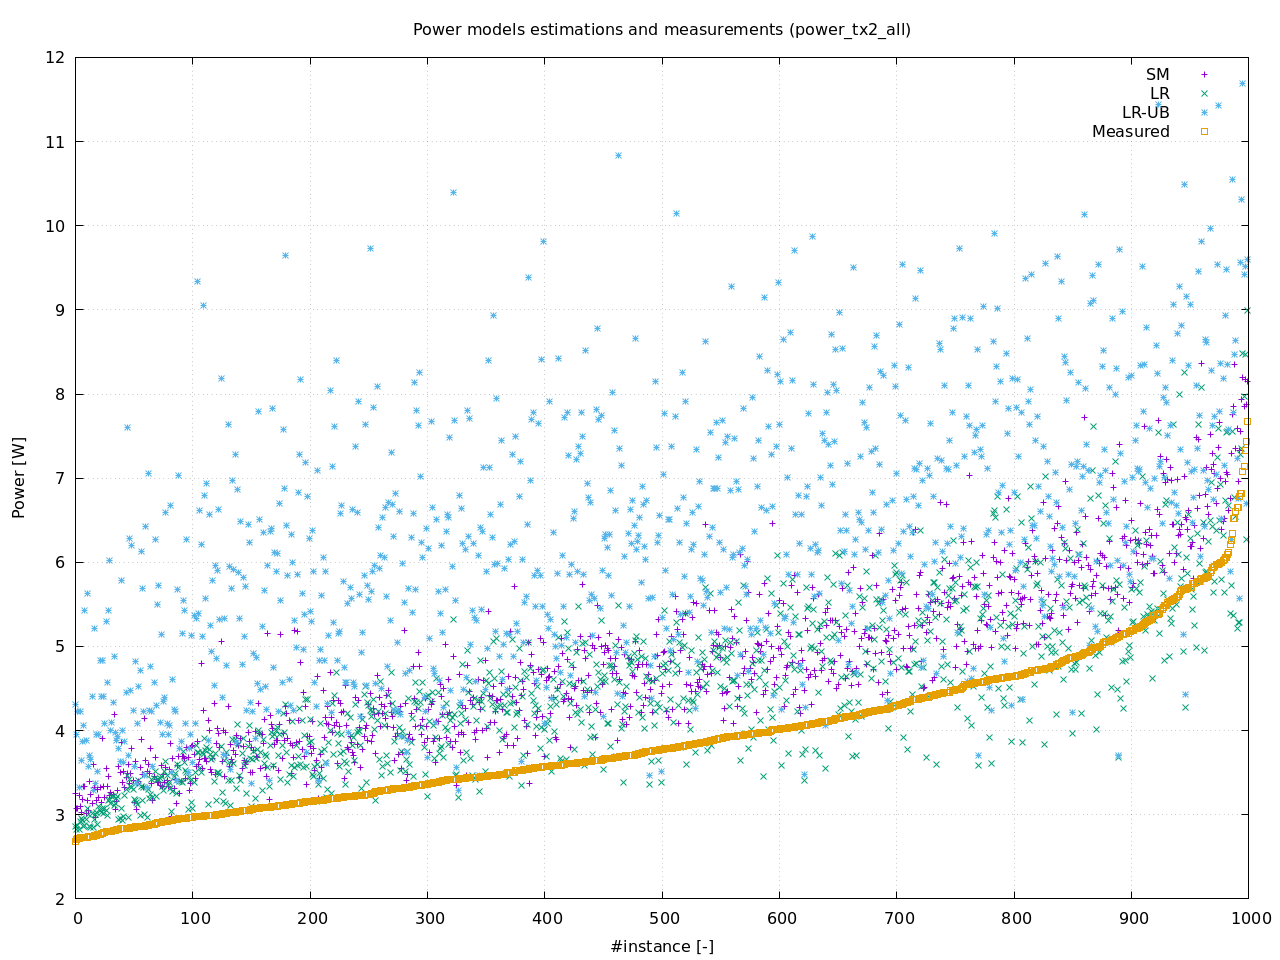 Power models estimations and measurements (power_tx2_all)
SM
LR
LR-UB
Measured
12
11
10
9
8
7
6
5
4
3
2
Power [W]
0 100 200 300 400 500 600 700 800 900 1000
#instance [-]